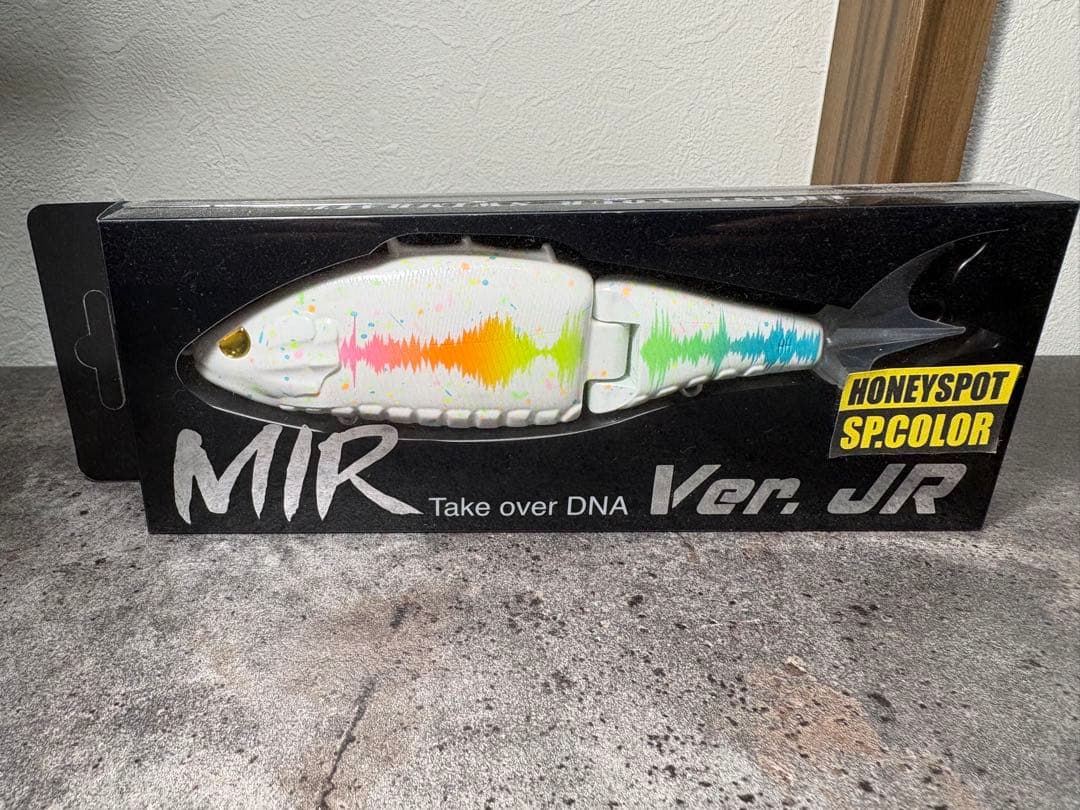 HONEYSPOT
SP.COLOR
MIR Take over DNA Ver. JR